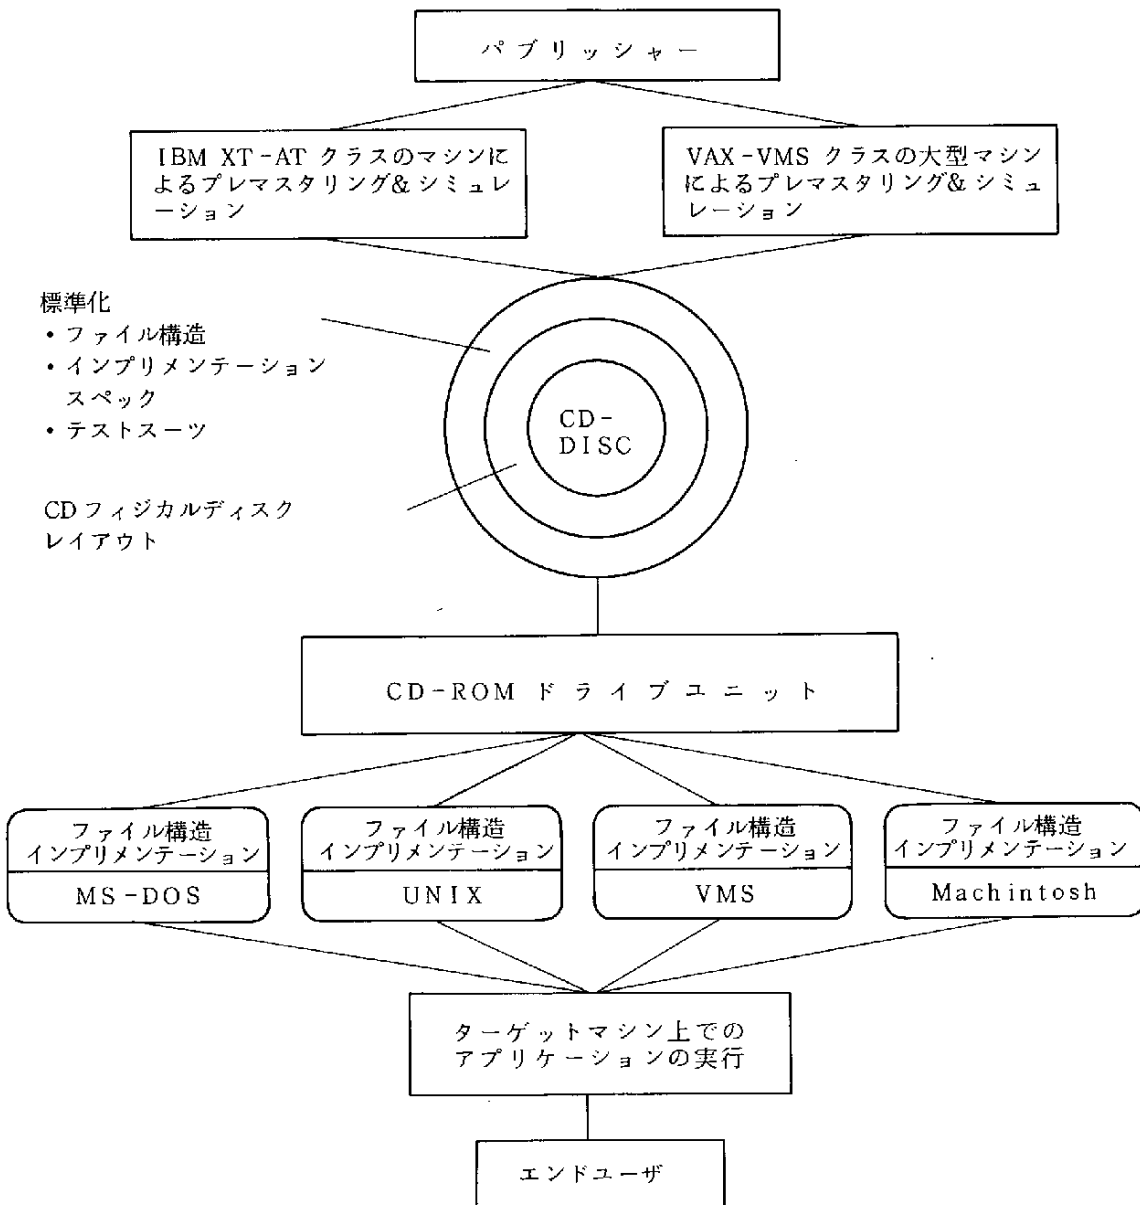 パブリッシャー
IBM XT-AT クラスのマシンに
よるプレマスタリング&シミュレ
ーション
VAX-VMS クラスの大型マシン
によるプレマスタリング&シミュ
レーション
標準化
・ファイル構造
・インプリメンテーション
スペック
・テストスーツ
CD-
DISC
CDフィジカルディスク
レイアウト
CD-ROM ドライブユニット
ファイル構造
インプリメンテーション
MS-DOS
ファイル構造
インプリメンテーション
UNIX
ファイル構造
インプリメンテーション
VMS
ファイル構造
インプリメンテーション
Machintosh
ターゲットマシン上での
アプリケーションの実行
エンドユーザ